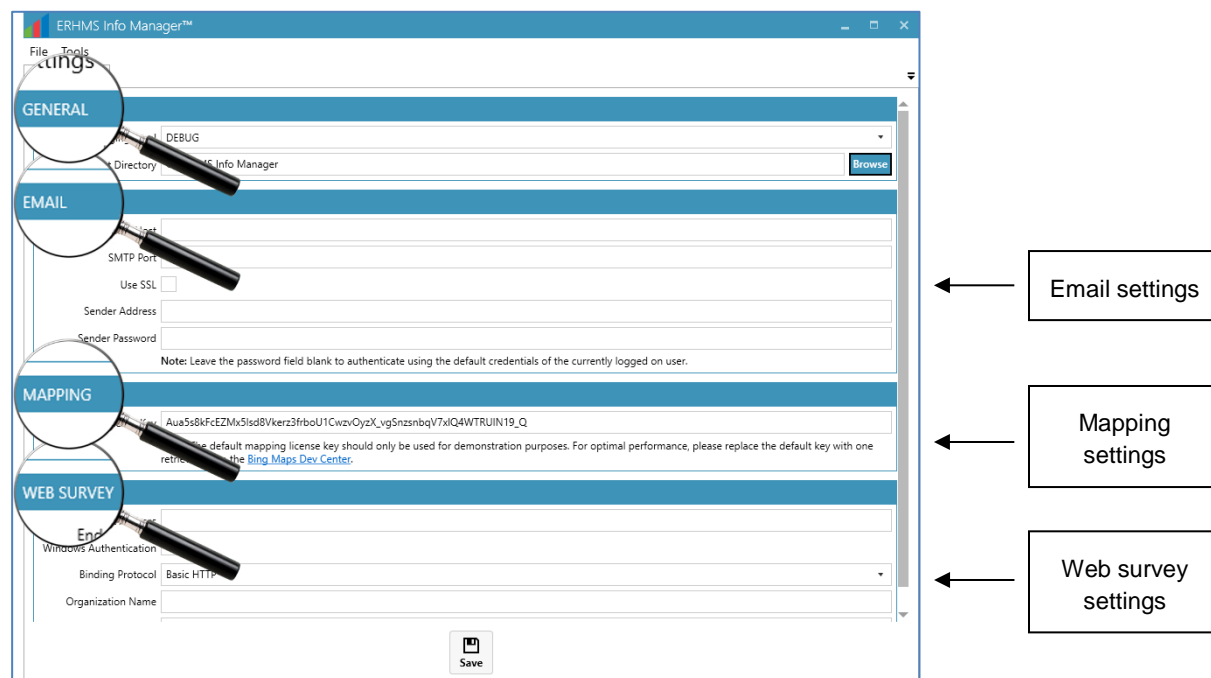 ERHMS Info Manager™
File Tools
ttings
GENERAL
DEBUG
Directory
Info Manager
Browse
EMAIL
SMTP Port
Email settings
Use SSL
Sender Address
Sender Password
Note: Leave the password field blank to authenticate using the default credentials of the currently logged on user.
MAPPING
Mapping
settings
Aua5s8kFcEZMx5lsd8Vkerz3frboU1CwzvOyzX_vgSnzsnbqV7xlQ4WTRUIN19_Q
The default mapping license key should only be used for demonstration purposes. For optimal performance, please replace the default key with one
the Bing Maps Dev Center.
WEB SURVEY
End
Windows Authentication
Web survey
settings
Binding Protocol Basic HTTP
Organization Name
Save